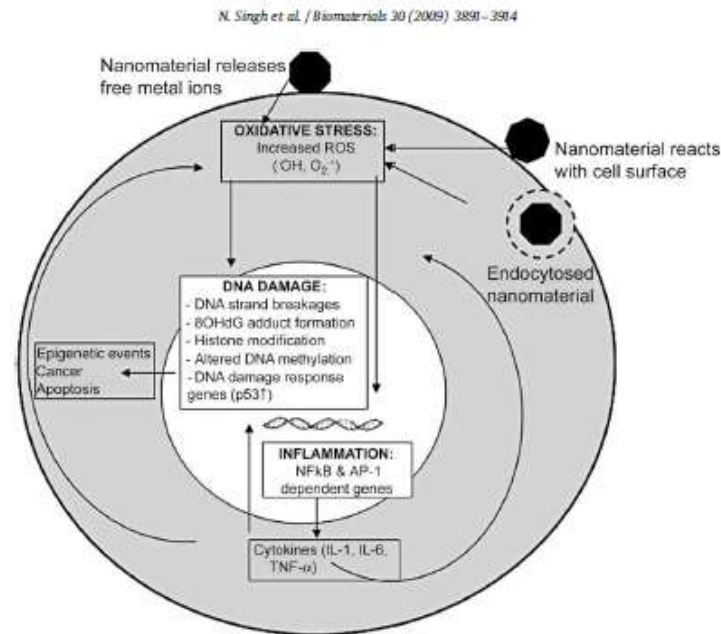 N. Singh et al. / Biomaterials 30 (2009) 3891–3914
Nanomaterial releases
free metal ions
OXIDATIVE STRESS:
Increased ROS
(˙OH, O₂˙⁺)
Nanomaterial reacts
with cell surface
Endocytosed
nanomaterial
DNA DAMAGE:
- DNA strand breakages
- 8OHdG adduct formation
- Histone modification
- Altered DNA methylation
- DNA damage response
genes (p53↑)
Epigenetic events
Cancer
Apoptosis
INFLAMMATION:
NFkB & AP-1
dependent genes
Cytokines (IL-1, IL-6,
TNF-α)